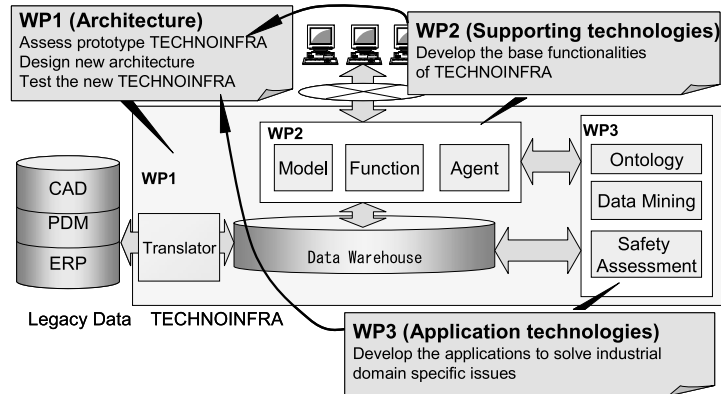 WP1 (Architecture)
Assess prototype TECHNOINFRA
Design new architecture
Test the new TECHNOINFRA
WP2 (Supporting technologies)
Develop the base functionalities
of TECHNOINFRA
WP2
Model
Function
Agent
WP3
Ontology
Data Mining
Safety
Assessment
WP1
CAD
PDM
ERP
Translator
Data Warehouse
Legacy Data
TECHNOINFRA
WP3 (Application technologies)
Develop the applications to solve industrial
domain specific issues